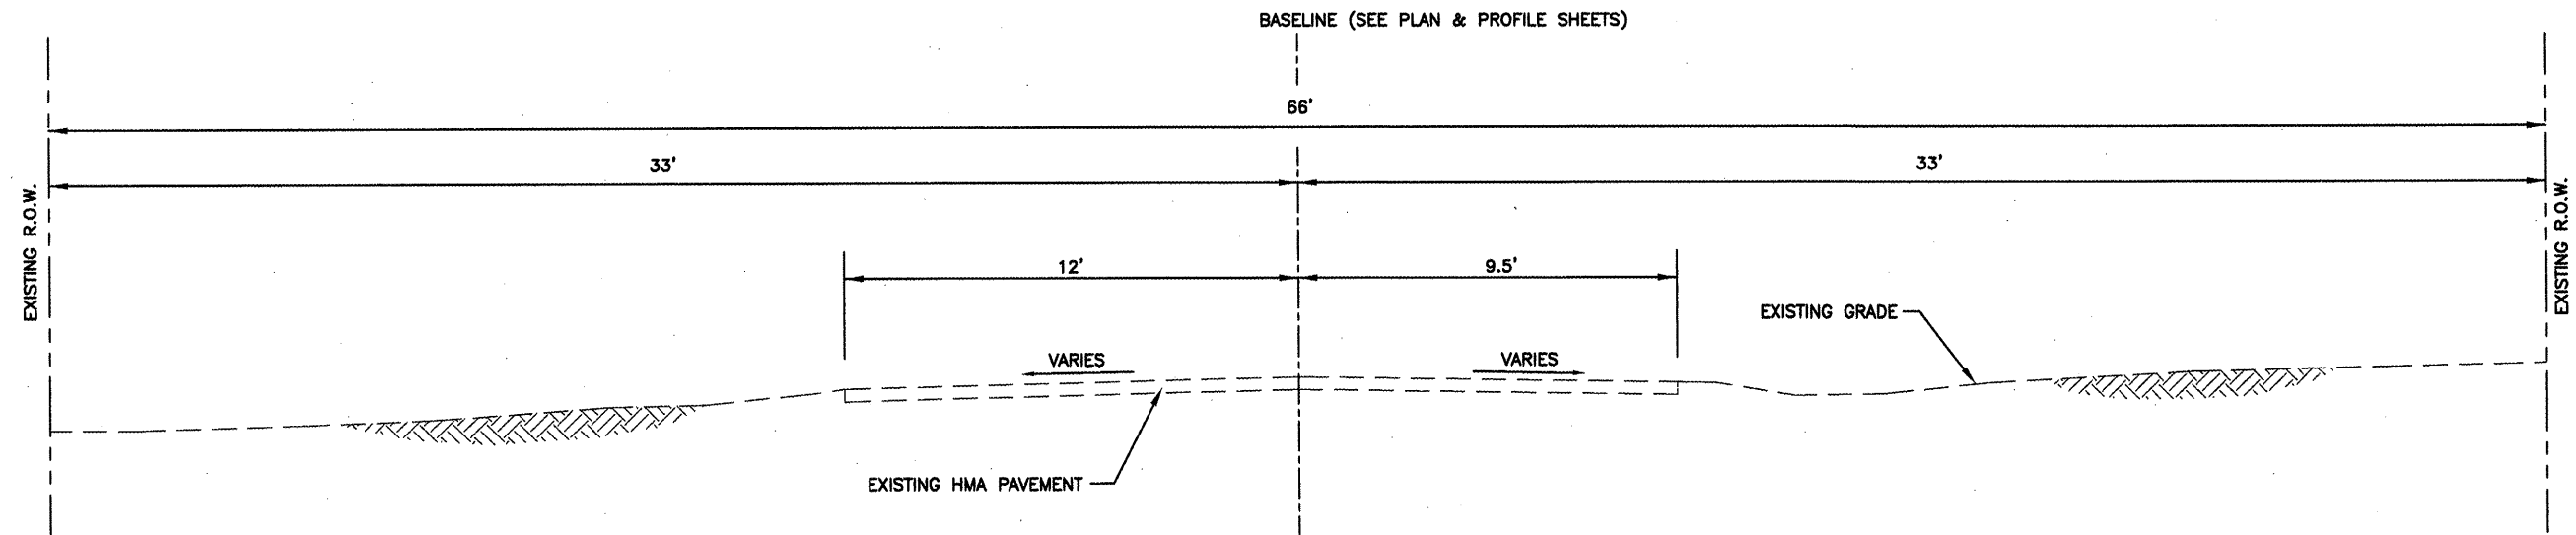 BASELINE (SEE PLAN & PROFILE SHEETS)
66'
33'
33'
EXISTING R.O.W.
EXISTING R.O.W.
12'
9.5'
EXISTING GRADE
VARIES
VARIES
EXISTING HMA PAVEMENT